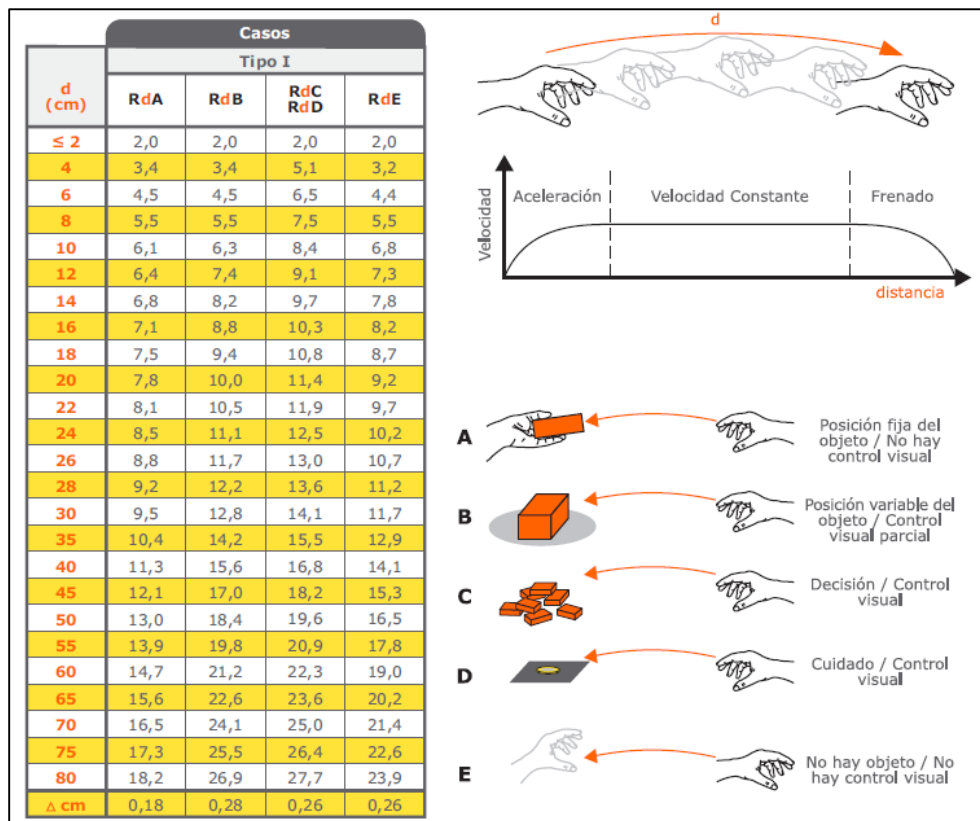 Casos
Tipo I
d
(cm)
RdA
RdB
RdC
RdD
RdE
≤ 2 2,0 2,0 2,0 2,0
4 3,4 3,4 5,1 3,2
6 4,5 4,5 6,5 4,4
8 5,5 5,5 7,5 5,5
10 6,1 6,3 8,4 6,8
12 6,4 7,4 9,1 7,3
14 6,8 8,2 9,7 7,8
16 7,1 8,8 10,3 8,2
18 7,5 9,4 10,8 8,7
20 7,8 10,0 11,4 9,2
22 8,1 10,5 11,9 9,7
24 8,5 11,1 12,5 10,2
26 8,8 11,7 13,0 10,7
28 9,2 12,2 13,6 11,2
30 9,5 12,8 14,1 11,7
35 10,4 14,2 15,5 12,9
40 11,3 15,6 16,8 14,1
45 12,1 17,0 18,2 15,3
50 13,0 18,4 19,6 16,5
55 13,9 19,8 20,9 17,8
60 14,7 21,2 22,3 19,0
65 15,6 22,6 23,6 20,2
70 16,5 24,1 25,0 21,4
75 17,3 25,5 26,4 22,6
80 18,2 26,9 27,7 23,9
Δ cm 0,18 0,28 0,26 0,26
d
Velocidad
Aceleración
Velocidad Constante
Frenado
distancia
A
Posición fija del
objeto / No hay
control visual
B
Posición variable del
objeto / Control
visual parcial
C
Decisión / Control
visual
D
Cuidado / Control
visual
E
No hay objeto / No
hay control visual